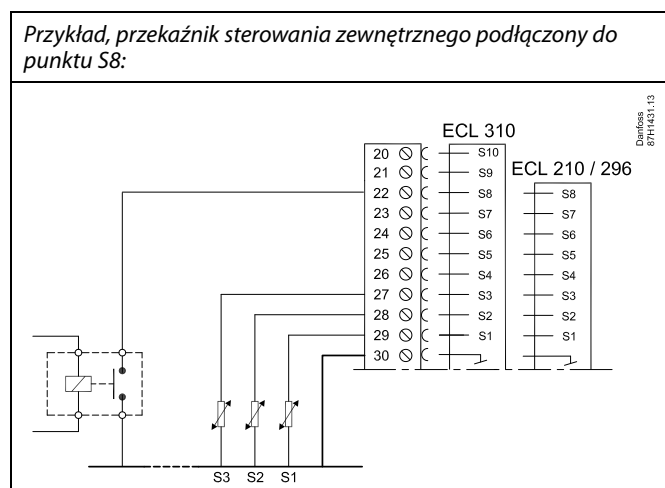 Przykład, przekaźnik sterowania zewnętrznego podłączony do
punktu S8:
Danfoss
87H1431.13
ECL 310
ECL 210 / 296
20 S10
21 S9
22 S8 S8
23 S7 S7
24 S6 S6
25 S5 S5
26 S4 S4
27 S3 S3
28 S2 S2
29 S1 S1
30
S3 S2 S1